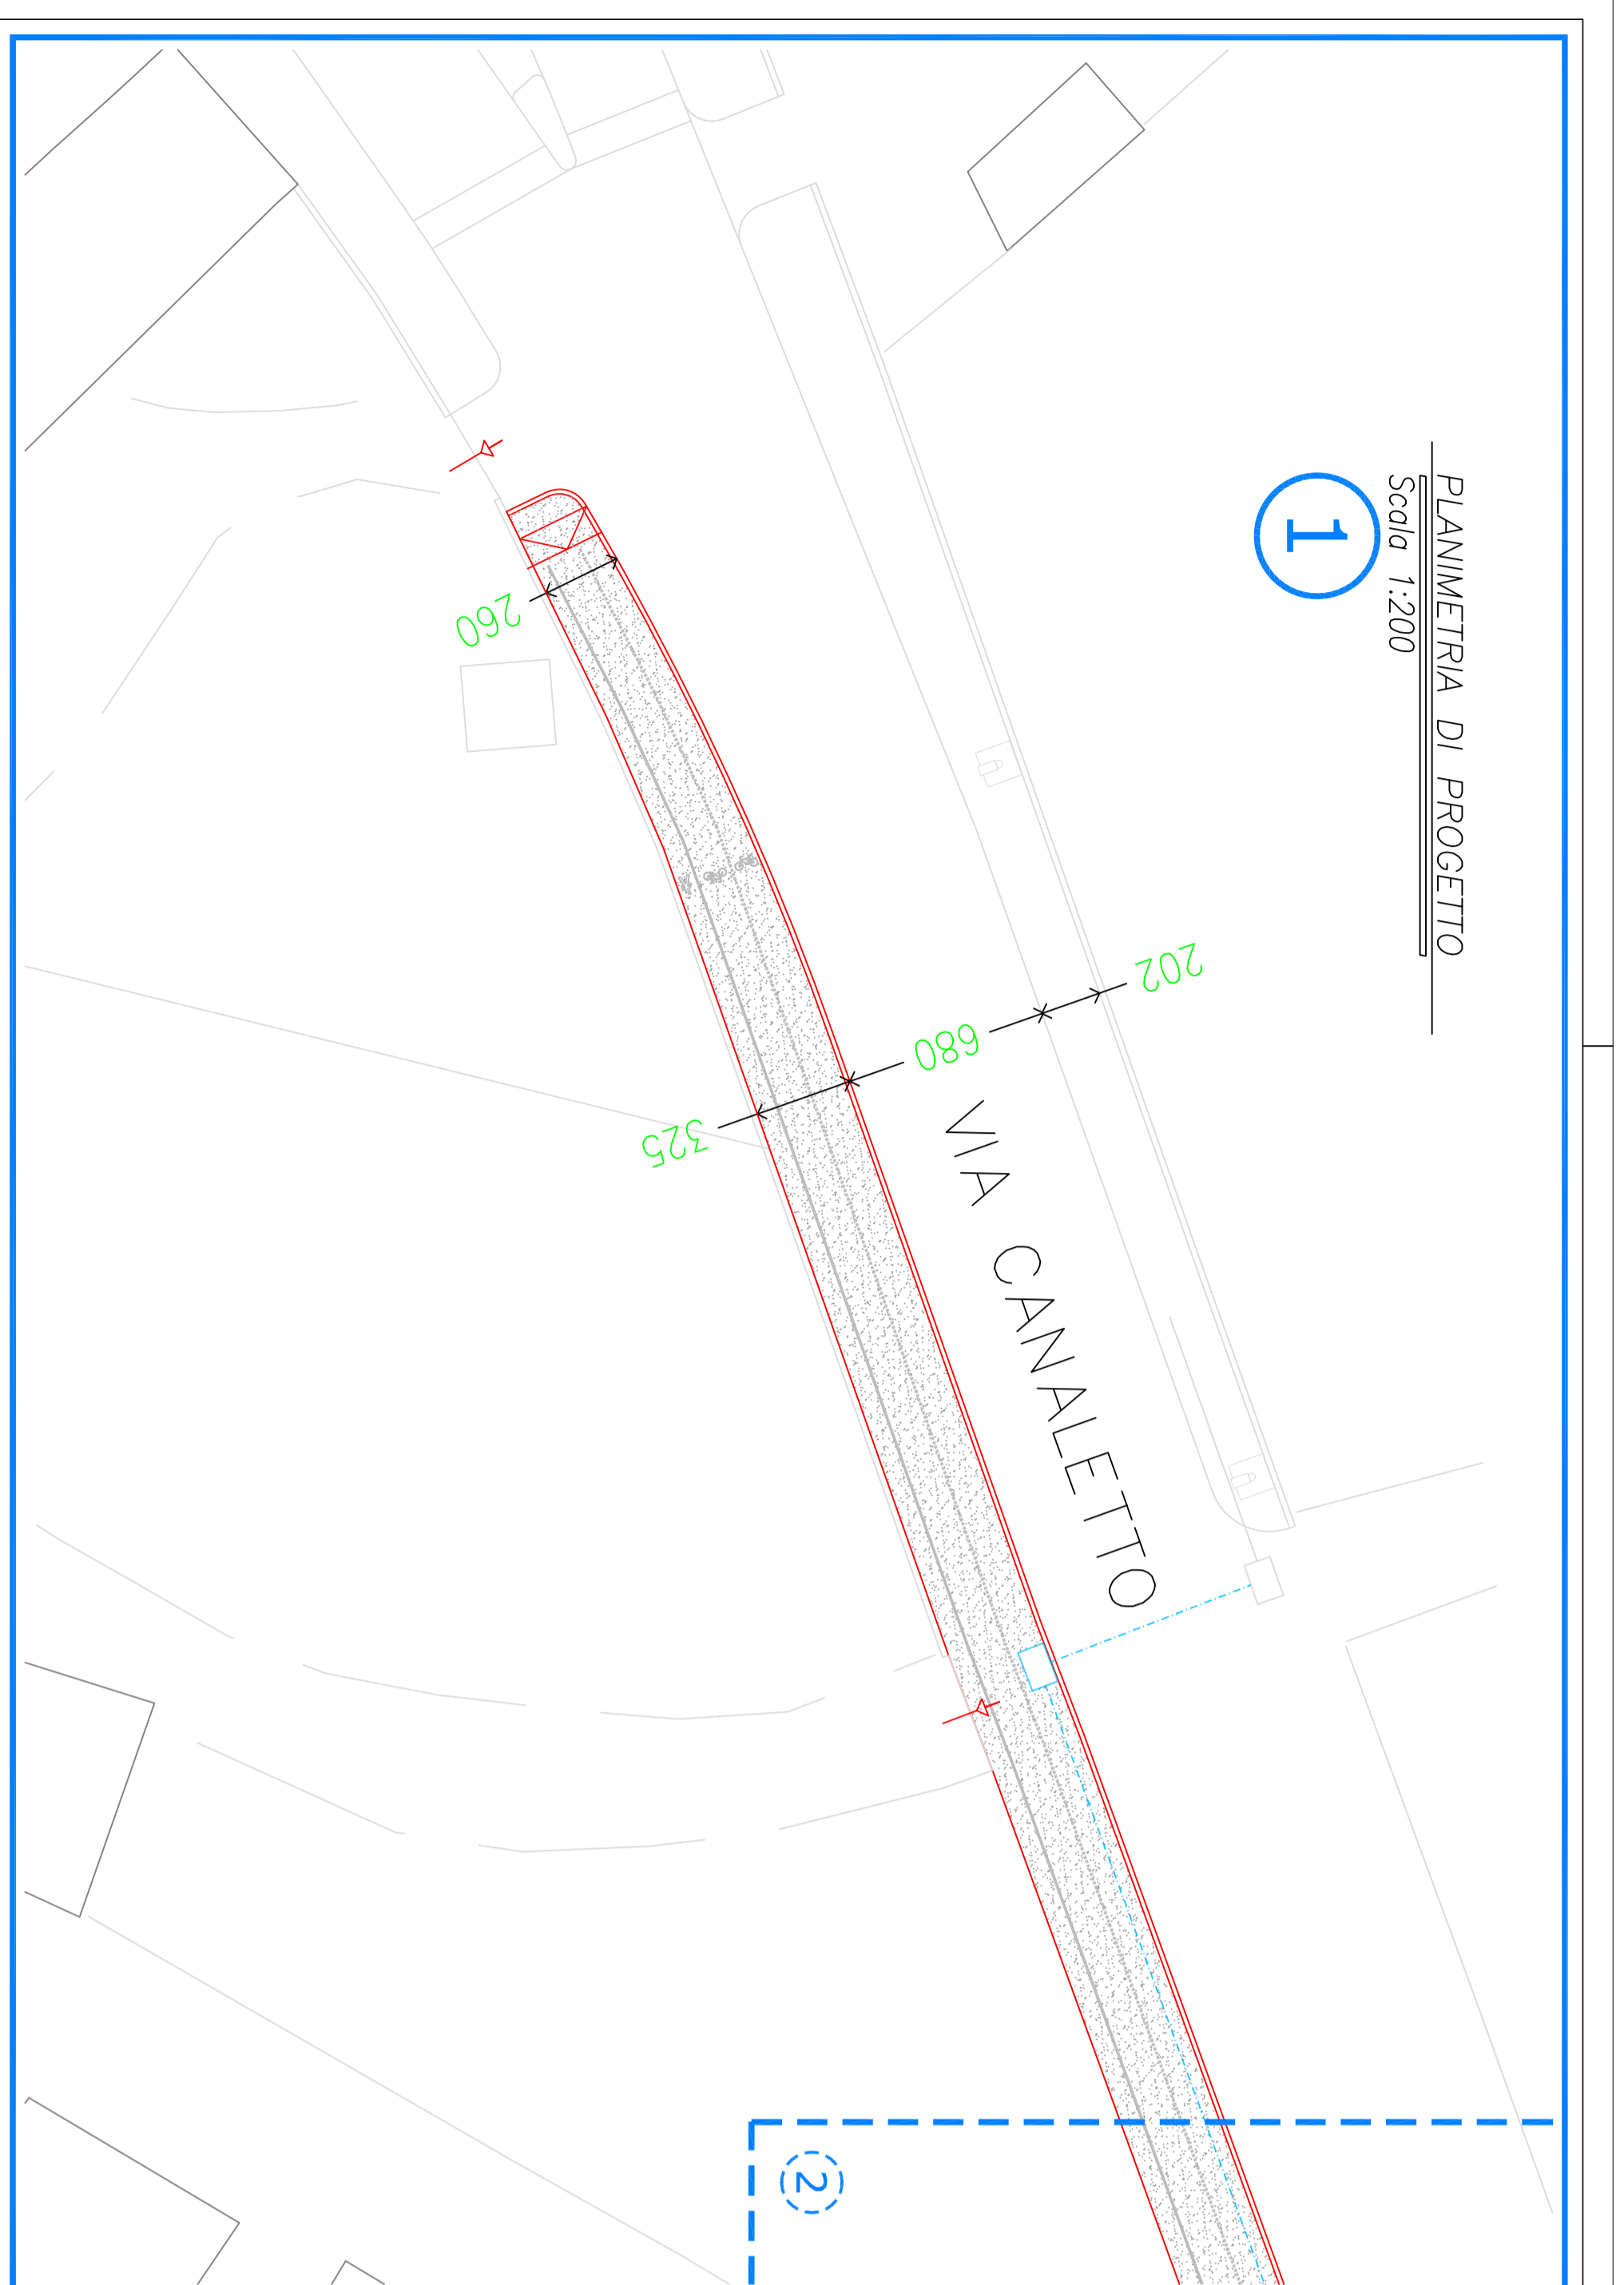 PLANIMETRIA DI PROGETTO
Scala 1:200
1
260
202
680
325
VIA CANALETTO
2